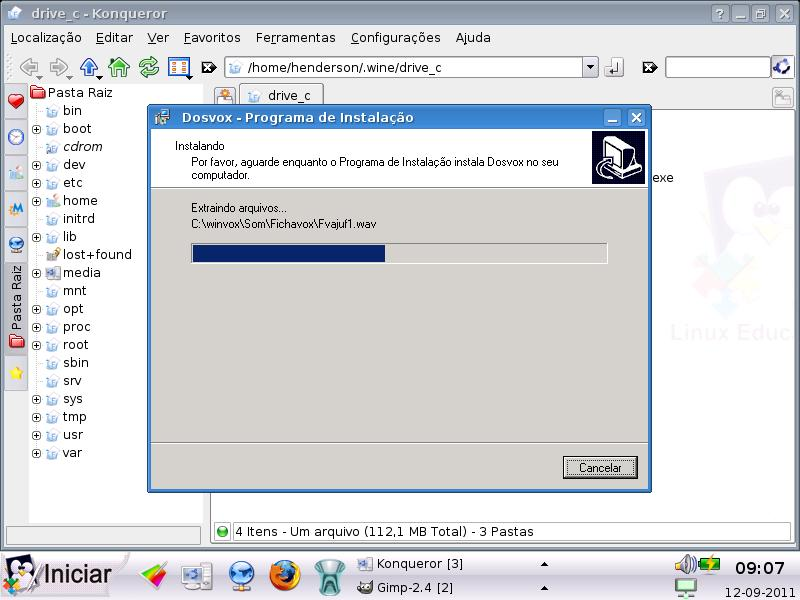 drive_c - Konqueror
Localização Editar Ver Favoritos Ferramentas Configurações Ajuda
/home/henderson/.wine/drive_c
Pasta Raiz
drive_c
bin
boot
cdrom
dev
etc
home
initrd
lib
lost+found
media
mnt
opt
proc
root
sbin
srv
sys
tmp
usr
var
Pasta Raiz
Dosvox - Programa de Instalação
Instalando
Por favor, aguarde enquanto o Programa de Instalação instala Dosvox no seu
computador.
Extraindo arquivos...
C:\winvox\Som\Fichavox\Fvajuf1.wav
Cancelar
exe
Linux Educ
4 Itens - Um arquivo (112,1 MB Total) - 3 Pastas
Iniciar
Konqueror [3]
Gimp-2.4 [2]
09:07
12-09-2011